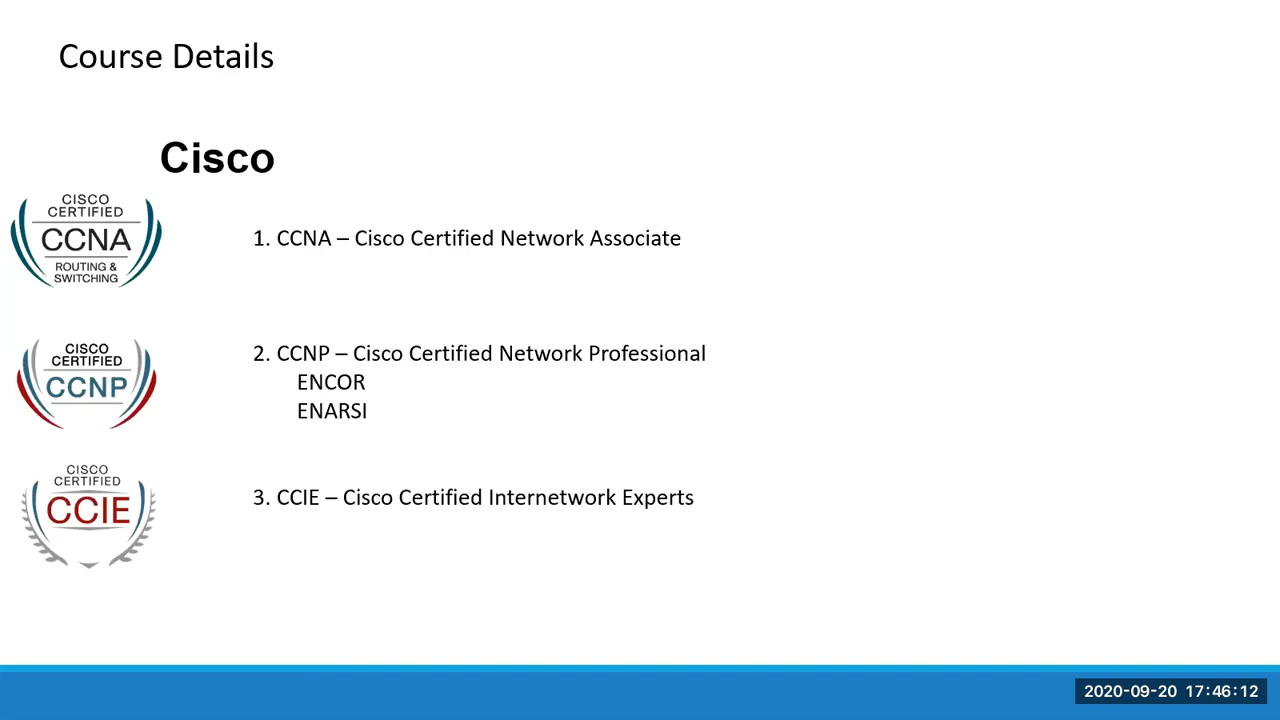 Course Details
Cisco
CISCO
CERTIFIED
CCNA
ROUTING &
SWITCHING
1. CCNA – Cisco Certified Network Associate
CISCO
CERTIFIED
CCNP
2. CCNP – Cisco Certified Network Professional
ENCOR
ENARSI
CISCO
CERTIFIED
CCIE
3. CCIE – Cisco Certified Internetwork Experts
2020-09-20 17:46:12